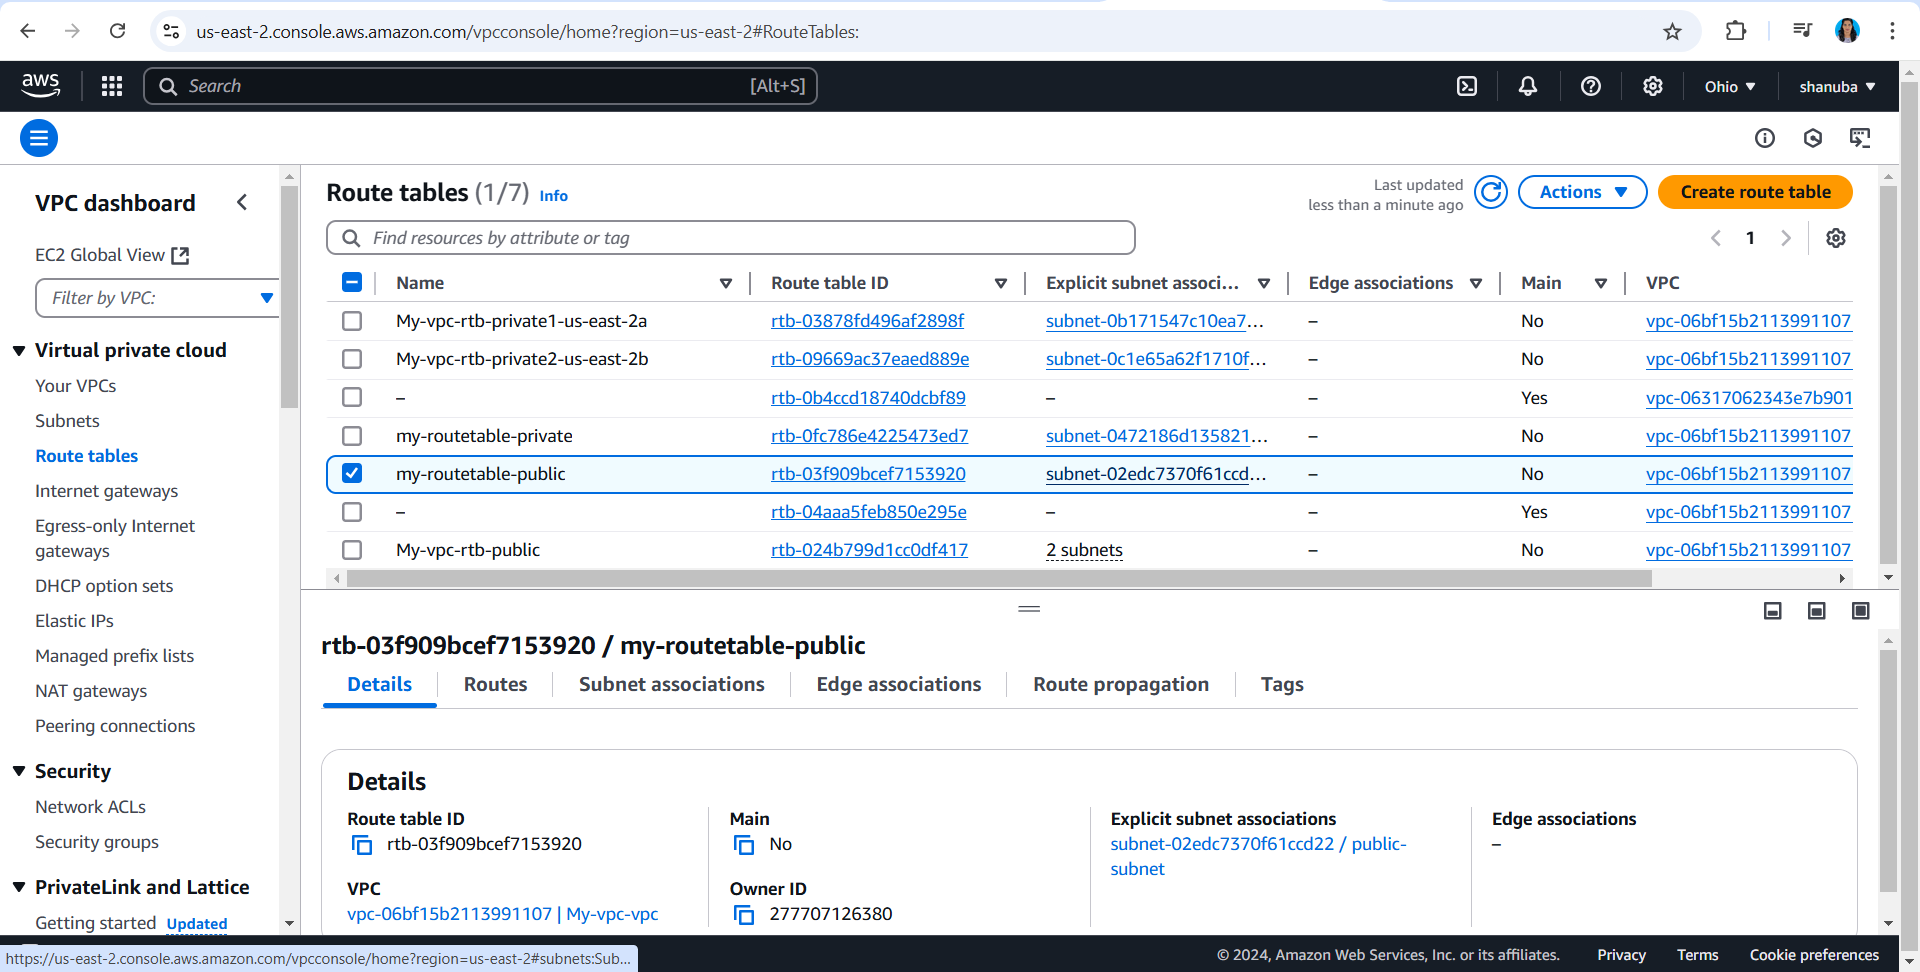 us-east-2.console.aws.amazon.com/vpcconsole/home?region=us-east-2#RouteTables:
aws
Search [Alt+S]
Ohio ▼ shanuba ▼
VPC dashboard
EC2 Global View
Filter by VPC:
Virtual private cloud
Your VPCs
Subnets
Route tables
Internet gateways
Egress-only Internet
gateways
DHCP option sets
Elastic IPs
Managed prefix lists
NAT gateways
Peering connections
Security
Network ACLs
Security groups
PrivateLink and Lattice
Getting started Updated
Route tables (1/7) Info
Last updated
less than a minute ago
Actions ▼
Create route table
Find resources by attribute or tag
1
Name Route table ID Explicit subnet associ... Edge associations Main VPC
My-vpc-rtb-private1-us-east-2a rtb-03878fd496af2898f subnet-0b171547c10ea7... – No vpc-06bf15b2113991107
My-vpc-rtb-private2-us-east-2b rtb-09669ac37eaed889e subnet-0c1e65a62f1710f... – No vpc-06bf15b2113991107
– rtb-0b4ccd18740dcbf89 – – Yes vpc-06317062343e7b901
my-routetable-private rtb-0fc786e4225473ed7 subnet-0472186d135821... – No vpc-06bf15b2113991107
my-routetable-public rtb-03f909bcef7153920 subnet-02edc7370f61ccd... – No vpc-06bf15b2113991107
– rtb-04aaa5feb850e295e – – Yes vpc-06bf15b2113991107
My-vpc-rtb-public rtb-024b799d1cc0df417 2 subnets – No vpc-06bf15b2113991107
rtb-03f909bcef7153920 / my-routetable-public
Details Routes Subnet associations Edge associations Route propagation Tags
Details
Route table ID
rtb-03f909bcef7153920
Main
No
Explicit subnet associations
subnet-02edc7370f61ccd22 / public-
subnet
Edge associations
–
VPC
vpc-06bf15b2113991107 | My-vpc-vpc
Owner ID
277707126380
https://us-east-2.console.aws.amazon.com/vpcconsole/home?region=us-east-2#subnets:Sub...
© 2024, Amazon Web Services, Inc. or its affiliates. Privacy Terms Cookie preferences